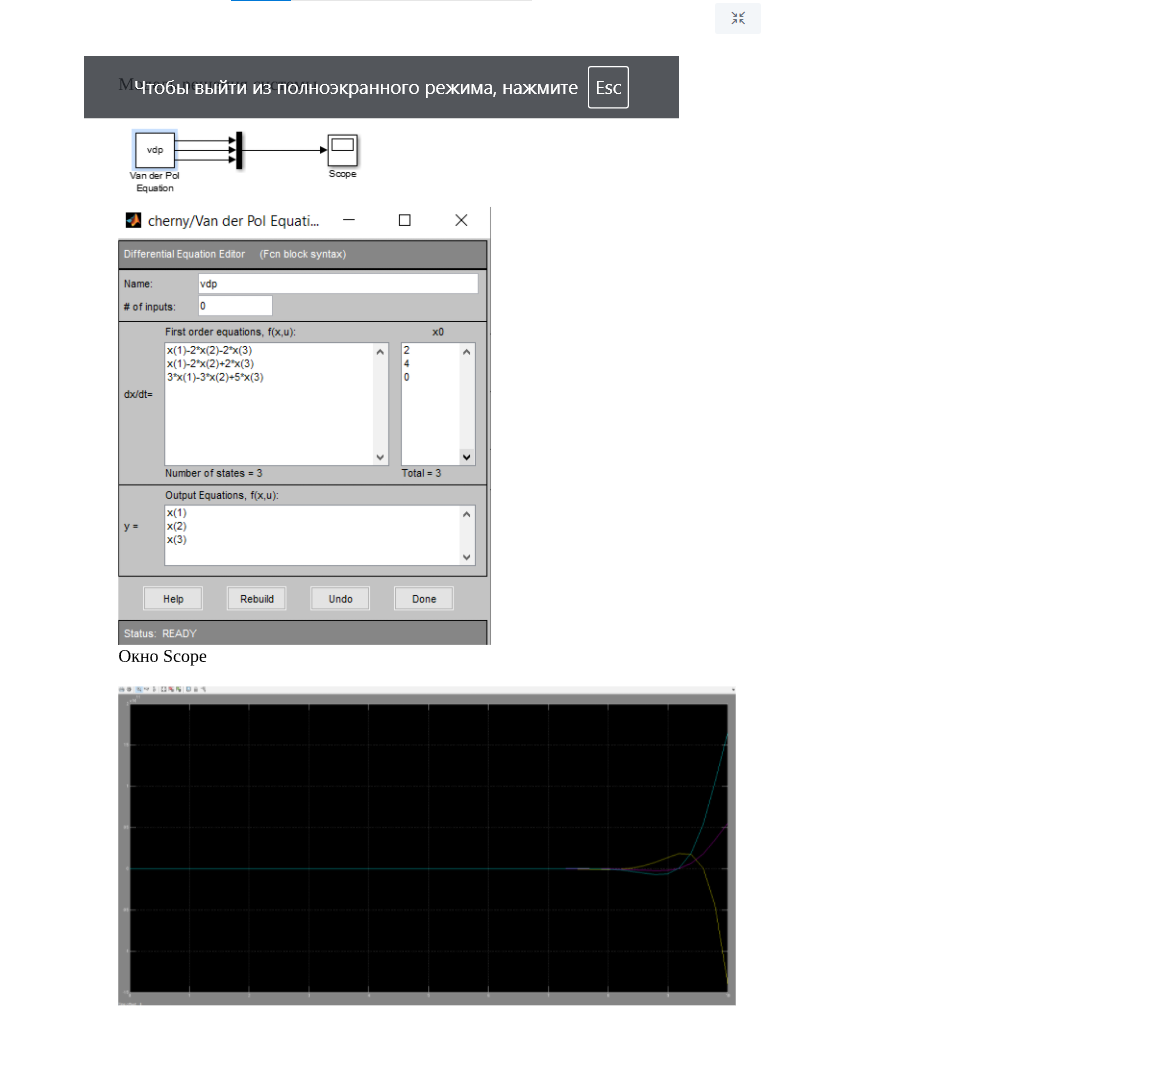 Чтобы выйти из полноэкранного режима, нажмите Esc
vdp
Van der Pol
Equation
Scope
cherny/Van der Pol Equati...
Differential Equation Editor (Fcn block syntax)
Name: vdp
# of inputs: 0
First order equations, f(x,u): x0
x(1)-2*x(2)-2*x(3) 2
x(1)-2*x(2)+2*x(3) 4
3*x(1)-3*x(2)+5*x(3) 0
dx/dt=
Number of states = 3 Total = 3
Output Equations, f(x,u):
x(1)
y = x(2)
x(3)
Help Rebuild Undo Done
Status: READY
Окно Scope